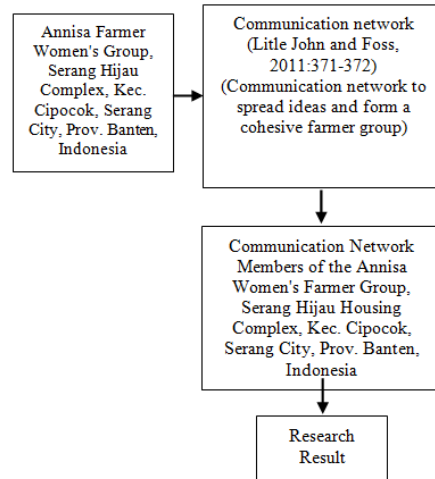 Annisa Farmer
Women's Group,
Serang Hijau
Complex, Kec.
Cipocok, Serang
City, Prov. Banten,
Indonesia
Communication network
(Litle John and Foss,
2011:371-372)
(Communication network to
spread ideas and form a
cohesive farmer group)
Communication Network
Members of the Annisa
Women's Farmer Group,
Serang Hijau Housing
Complex, Kec. Cipocok,
Serang City, Prov. Banten,
Indonesia
Research
Result